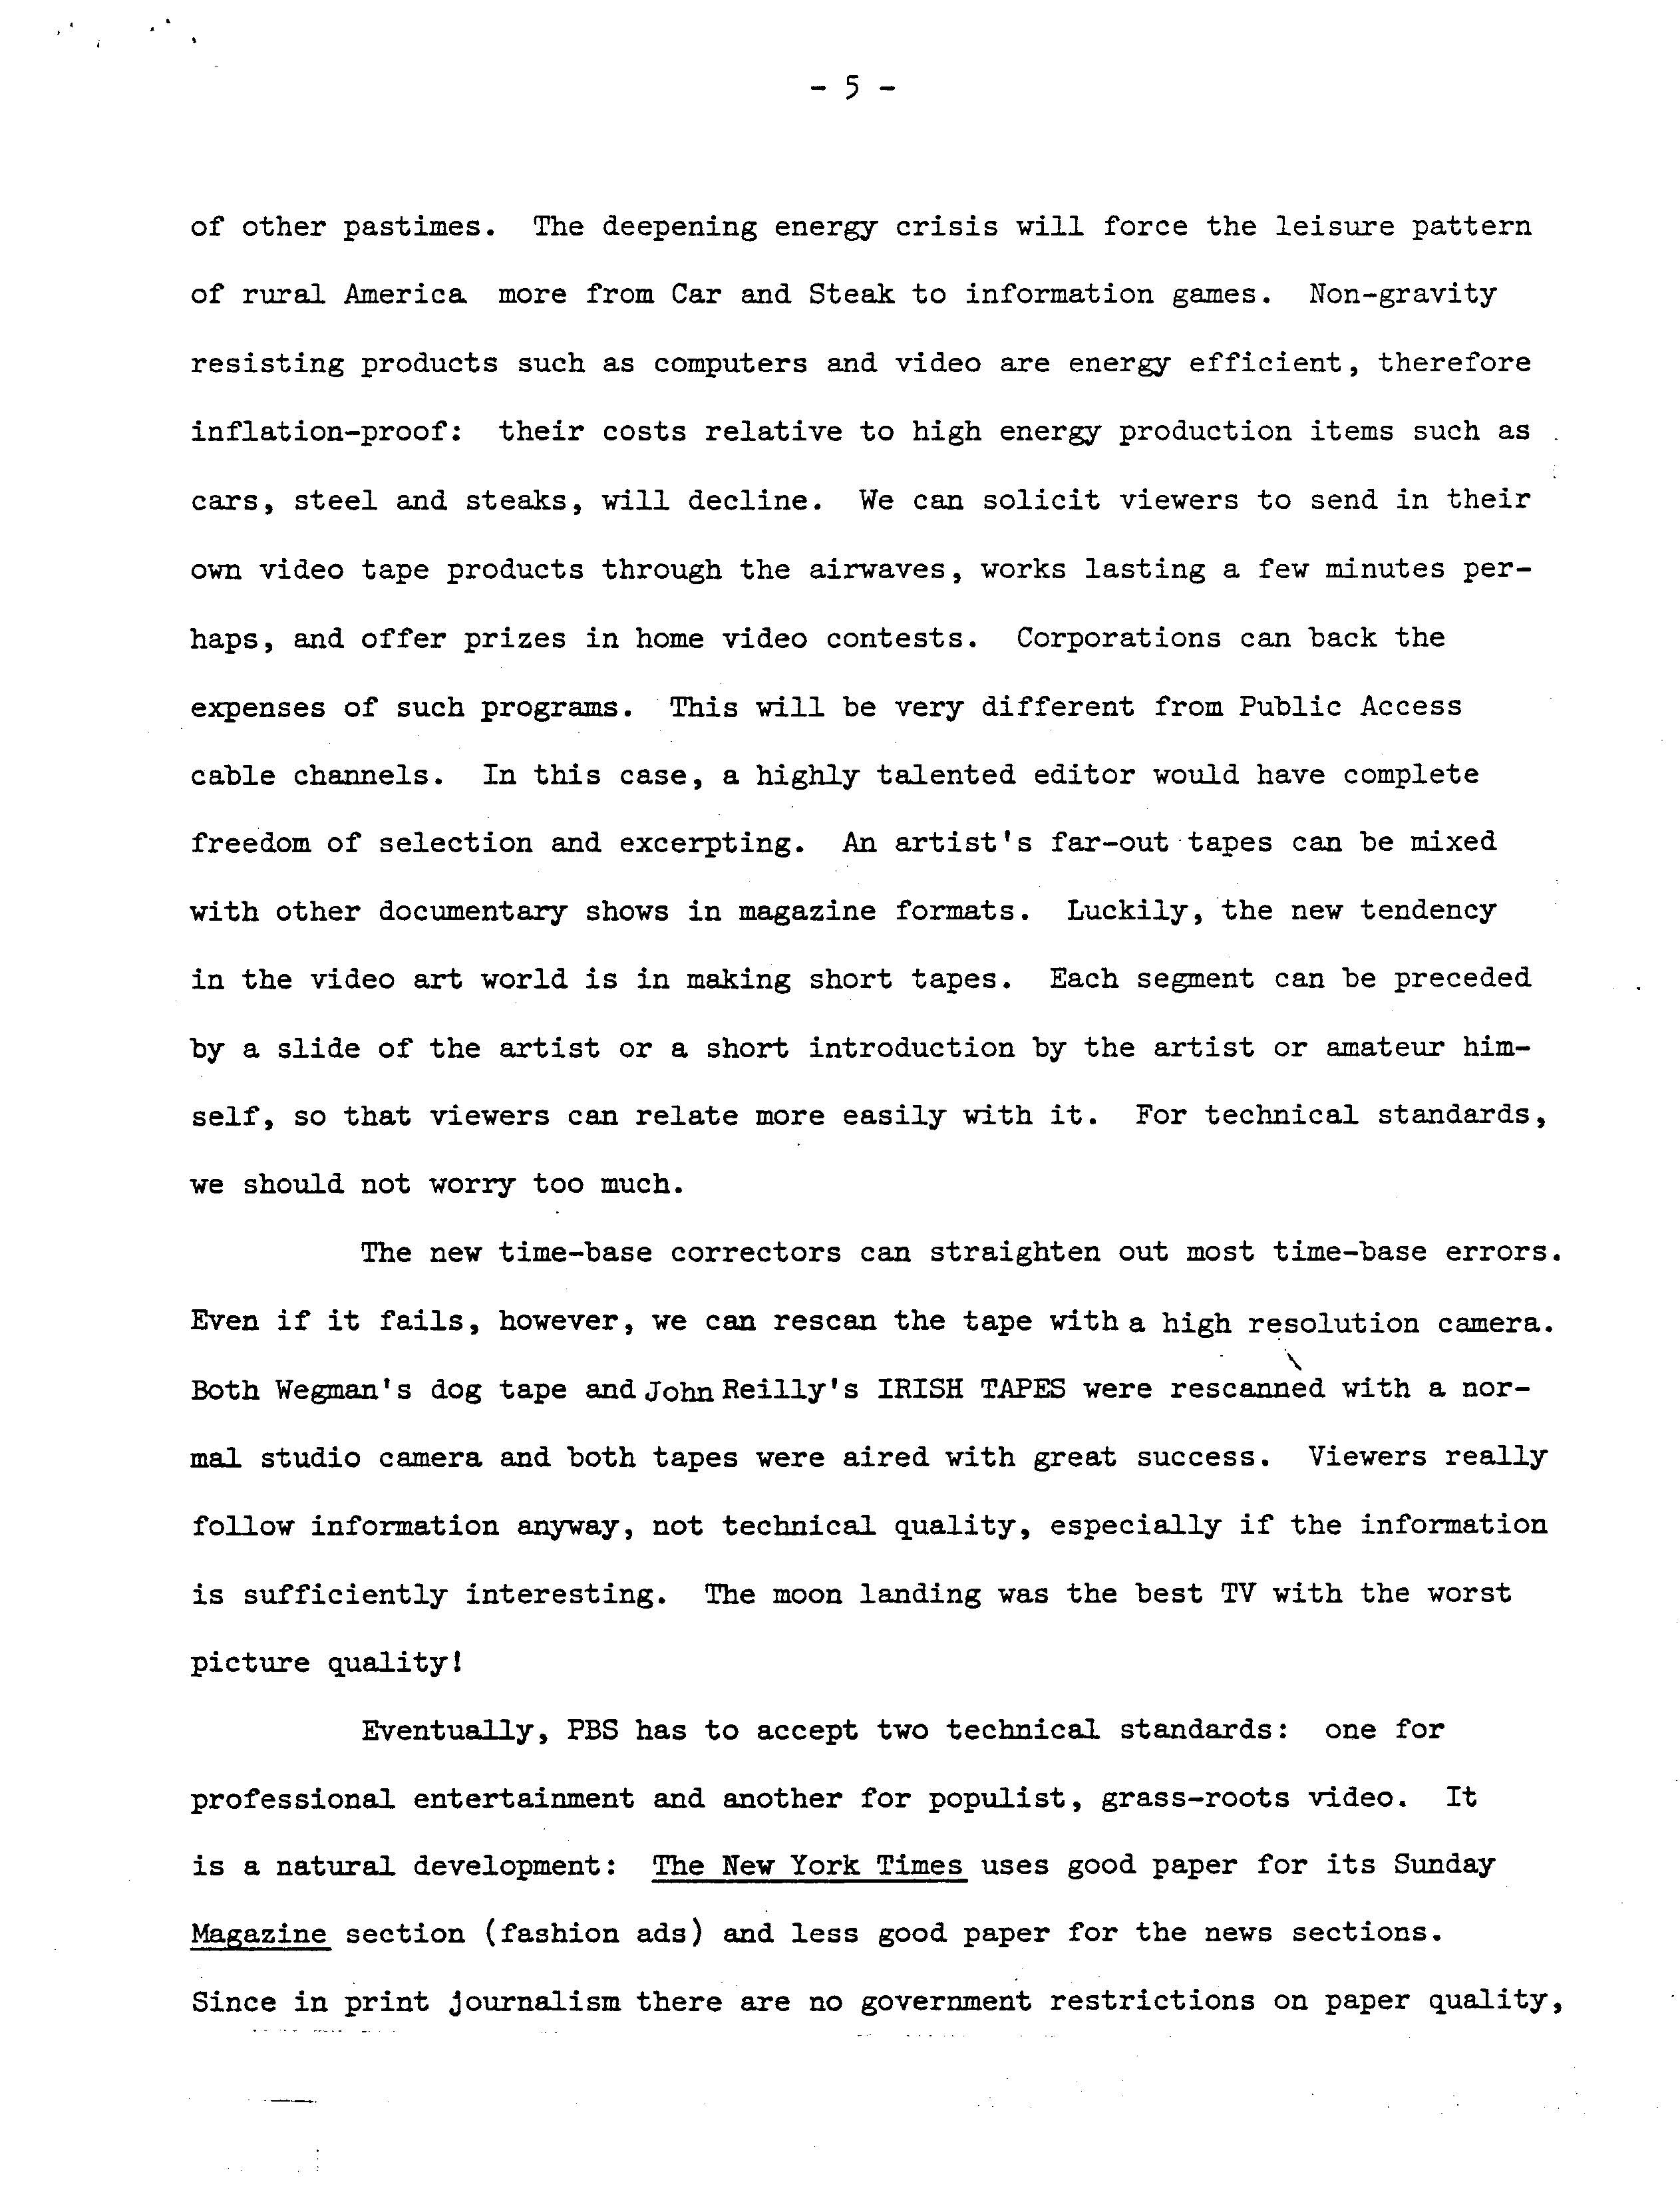 - 5 -
of other pastimes. The deepening energy crisis will force the leisure pattern
of rural America more from Car and Steak to information games. Non-gravity
resisting products such as computers and video are energy efficient, therefore
inflation-proof: their costs relative to high energy production items such as
cars, steel and steaks, will decline. We can solicit viewers to send in their
own video tape products through the airwaves, works lasting a few minutes per-
haps, and offer prizes in home video contests. Corporations can back the
expenses of such programs. This will be very different from Public Access
cable channels. In this case, a highly talented editor would have complete
freedom of selection and excerpting. An artist's far-out tapes can be mixed
with other documentary shows in magazine formats. Luckily, the new tendency
in the video art world is in making short tapes. Each segment can be preceded
by a slide of the artist or a short introduction by the artist or amateur him-
self, so that viewers can relate more easily with it. For technical standards,
we should not worry too much.
The new time-base correctors can straighten out most time-base errors.
Even if it fails, however, we can rescan the tape with a high resolution camera.
Both Wegman's dog tape and John Reilly's IRISH TAPES were rescanned with a nor-
mal studio camera and both tapes were aired with great success. Viewers really
follow information anyway, not technical quality, especially if the information
is sufficiently interesting. The moon landing was the best TV with the worst
picture quality!
Eventually, PBS has to accept two technical standards: one for
professional entertainment and another for populist, grass-roots video. It
is a natural development: The New York Times uses good paper for its Sunday
Magazine section (fashion ads) and less good paper for the news sections.
Since in print journalism there are no government restrictions on paper quality,